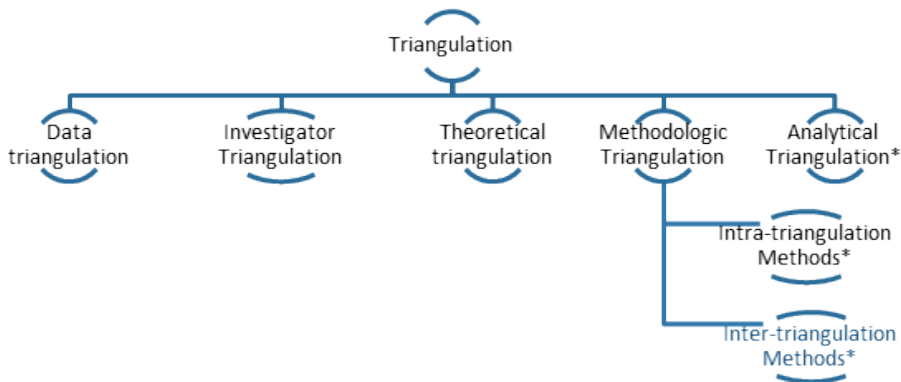 Triangulation
Data
triangulation
Investigator
Triangulation
Theoretical
triangulation
Methodologic
Triangulation
Analytical
Triangulation*
Intra-triangulation
Methods*
Inter-triangulation
Methods*